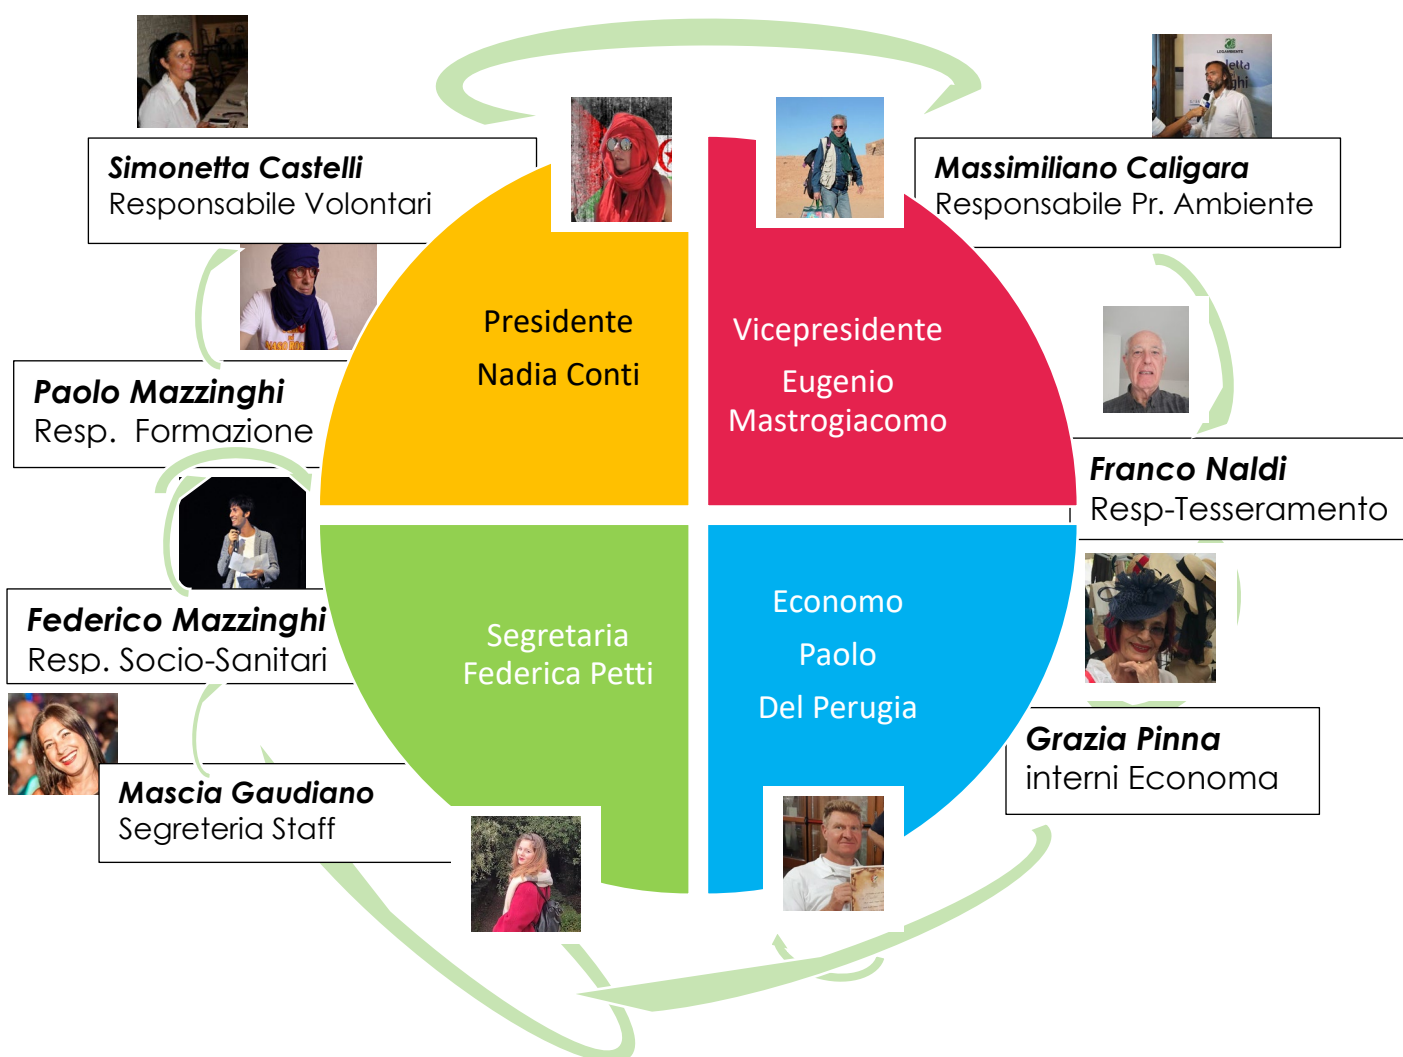 Simonetta Castelli
Responsabile Volontari
LEGAMBIENTE
Massimiliano Caligara
Responsabile Pr. Ambiente
Presidente
Nadia Conti
Vicepresidente
Eugenio
Mastrogiacomo
Paolo Mazzinghi
Resp. Formazione
Franco Naldi
Resp-Tesseramento
Federico Mazzinghi
Resp. Socio-Sanitari
Segretaria
Federica Petti
Economo
Paolo
Del Perugia
Mascia Gaudiano
Segreteria Staff
Grazia Pinna
interni Economa